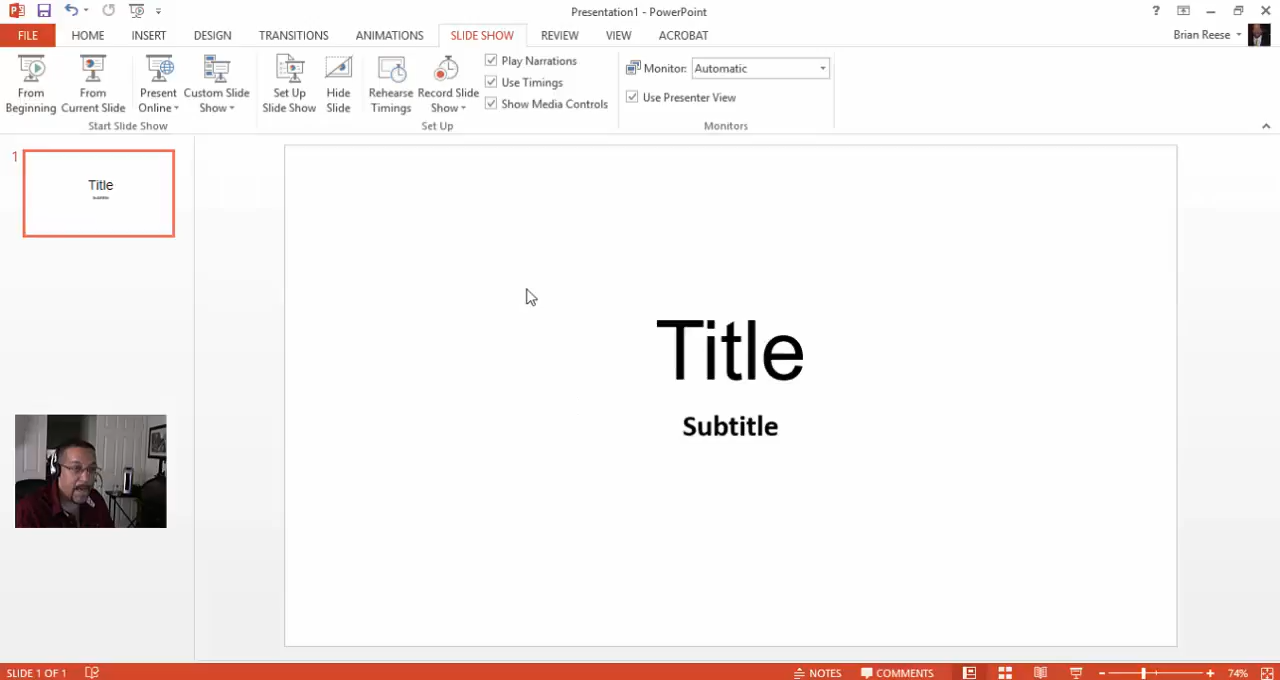 Presentation1 - PowerPoint
?
FILE HOME INSERT DESIGN TRANSITIONS ANIMATIONS SLIDE SHOW REVIEW VIEW ACROBAT
Brian Reese
From Beginning
From Current Slide
Present Online
Custom Slide Show
Start Slide Show
Set Up Slide Show
Hide Slide
Rehearse Timings
Record Slide Show
Play Narrations
Use Timings
Show Media Controls
Set Up
Monitor: Automatic
Use Presenter View
Monitors
1
Title
Subtitle
Title
Subtitle
SLIDE 1 OF 1
NOTES COMMENTS 74%